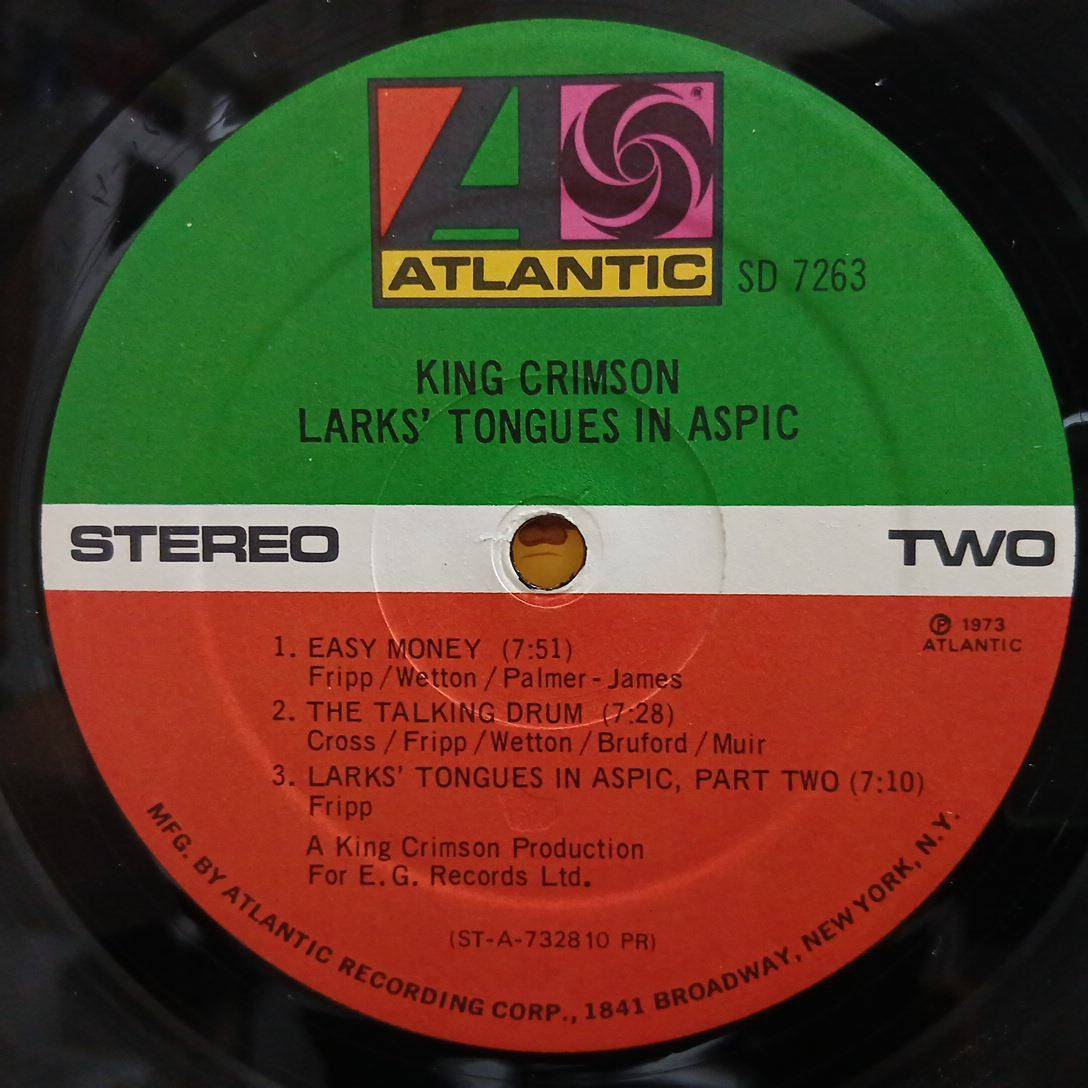 ATLANTIC
SD 7263
KING CRIMSON
LARKS' TONGUES IN ASPIC
STEREO
TWO
℗ 1973
ATLANTIC
1. EASY MONEY (7:51)
Fripp / Wetton / Palmer - James
2. THE TALKING DRUM (7:28)
Cross / Fripp / Wetton / Bruford / Muir
3. LARKS' TONGUES IN ASPIC, PART TWO (7:10)
Fripp
A King Crimson Production
For E.G. Records Ltd.
(ST-A-732810 PR)
MFG. BY ATLANTIC RECORDING CORP., 1841 BROADWAY, NEW YORK, N.Y.